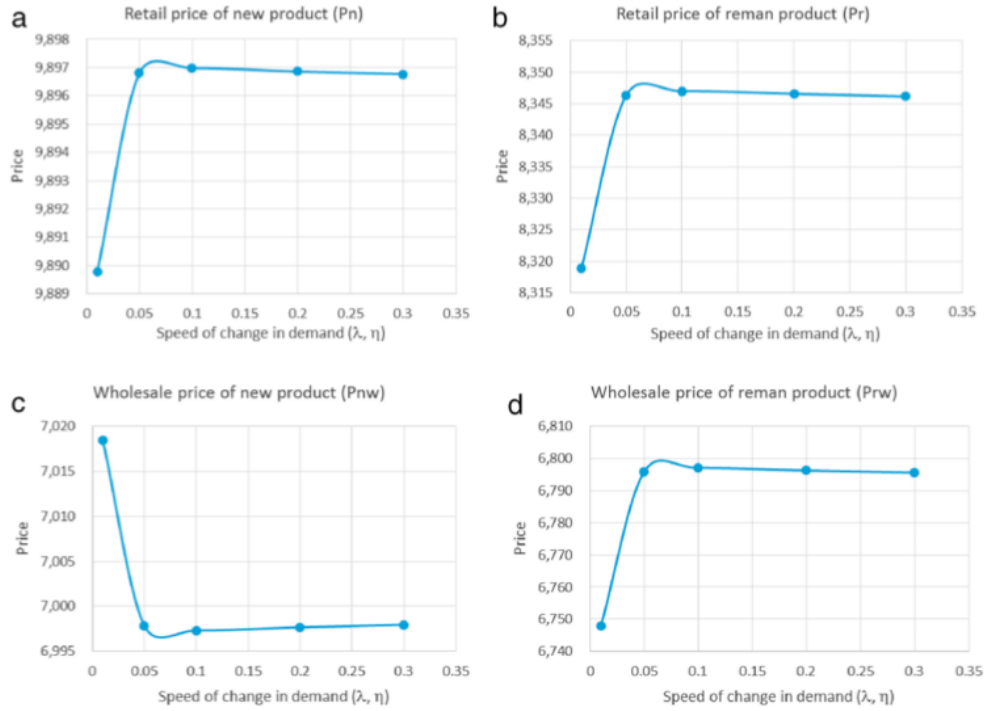 a
Retail price of new product (Pn)
9,898
9,897
9,896
9,895
9,894
9,893
9,892
9,891
9,890
9,889
Price
0 0.05 0.1 0.15 0.2 0.25 0.3 0.35
Speed of change in demand (λ, η)
b
Retail price of reman product (Pr)
8,355
8,350
8,345
8,340
8,335
8,330
8,325
8,320
8,315
Price
0 0.05 0.1 0.15 0.2 0.25 0.3 0.35
Speed of change in demand (λ, η)
c
Wholesale price of new product (Pnw)
7,020
7,015
7,010
7,005
7,000
6,995
Price
0 0.05 0.1 0.15 0.2 0.25 0.3 0.35
Speed of change in demand (λ, η)
d
Wholesale price of reman product (Prw)
6,810
6,800
6,790
6,780
6,770
6,760
6,750
6,740
Price
0 0.05 0.1 0.15 0.2 0.25 0.3 0.35
Speed of change in demand (λ, η)